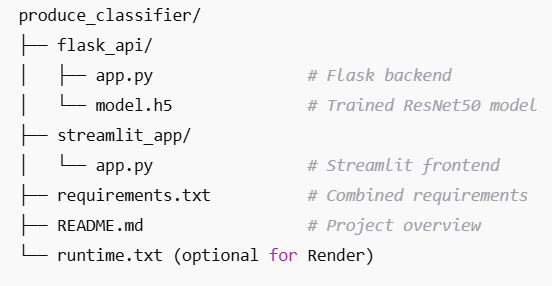 produce_classifier/
├── flask_api/
│   ├── app.py                # Flask backend
│   └── model.h5              # Trained ResNet50 model
├── streamlit_app/
│   └── app.py                # Streamlit frontend
├── requirements.txt          # Combined requirements
├── README.md                 # Project overview
└── runtime.txt (optional for Render)